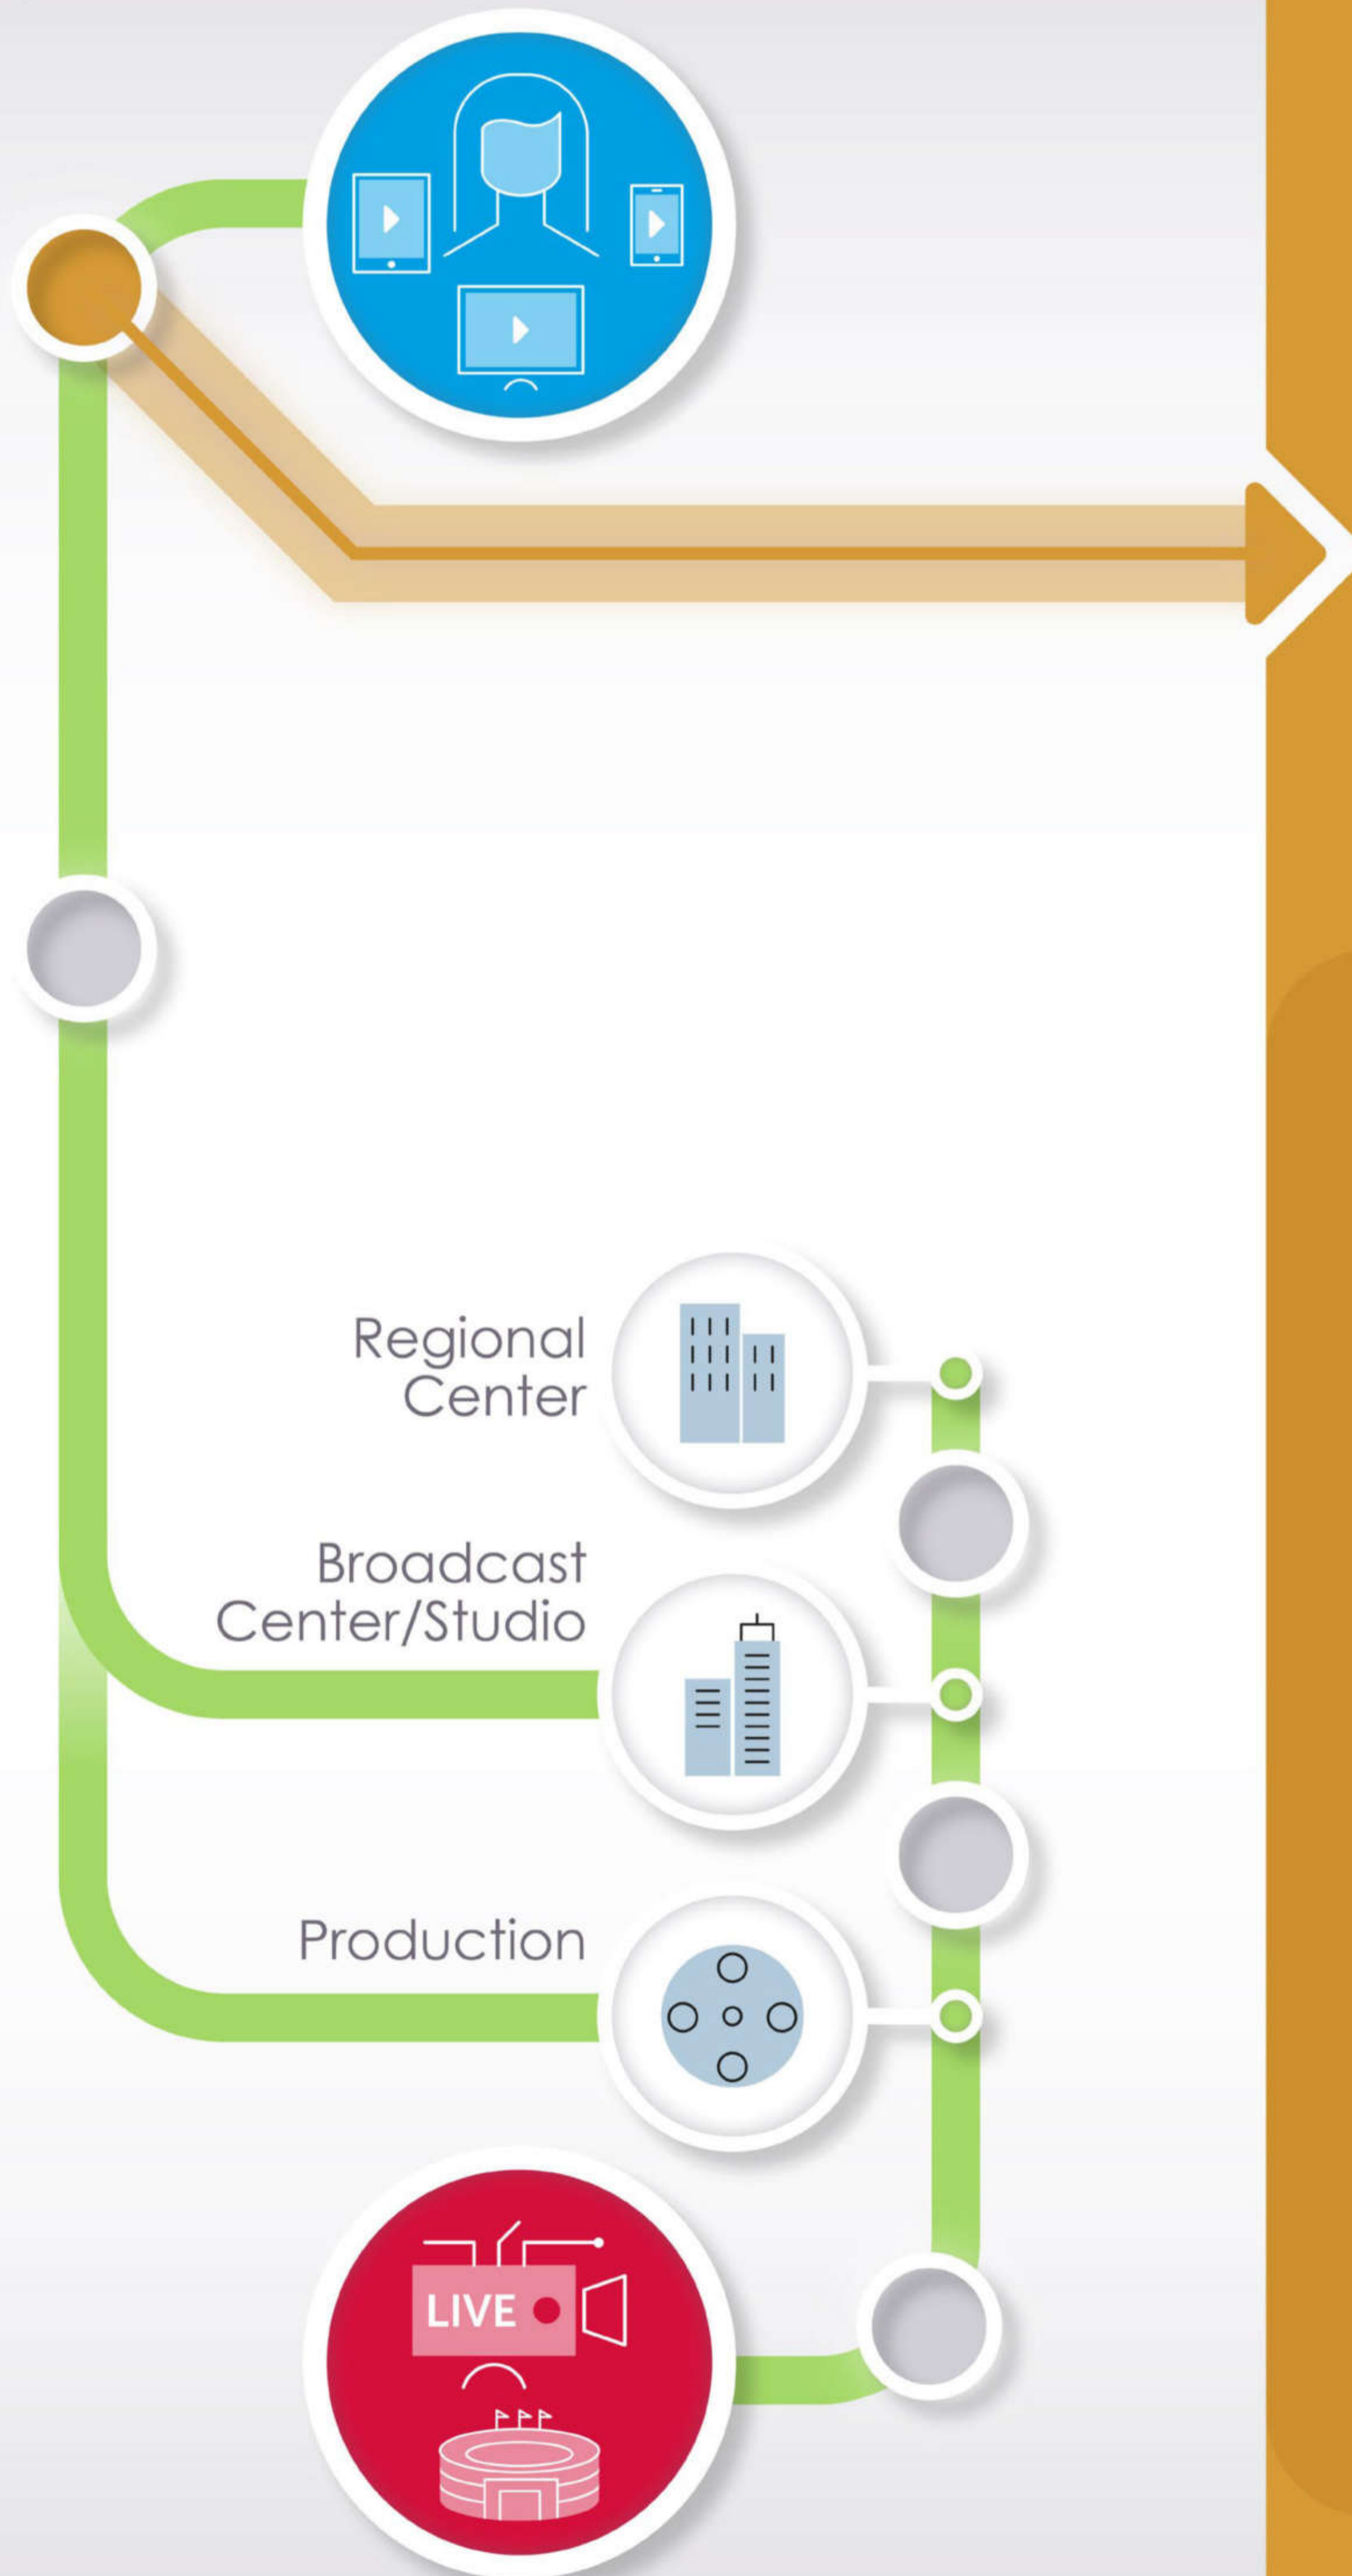 Regional
Center
Broadcast
Center/Studio
Production
LIVE